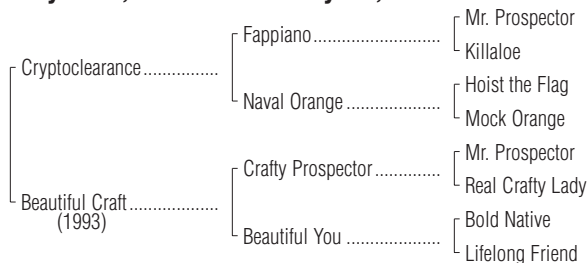 Mr. Prospector
Fappiano
Killaloe
Cryptoclearance
Hoist the Flag
Naval Orange
Mock Orange
Mr. Prospector
Crafty Prospector
Real Crafty Lady
Beautiful Craft
(1993)
Bold Native
Beautiful You
Lifelong Friend